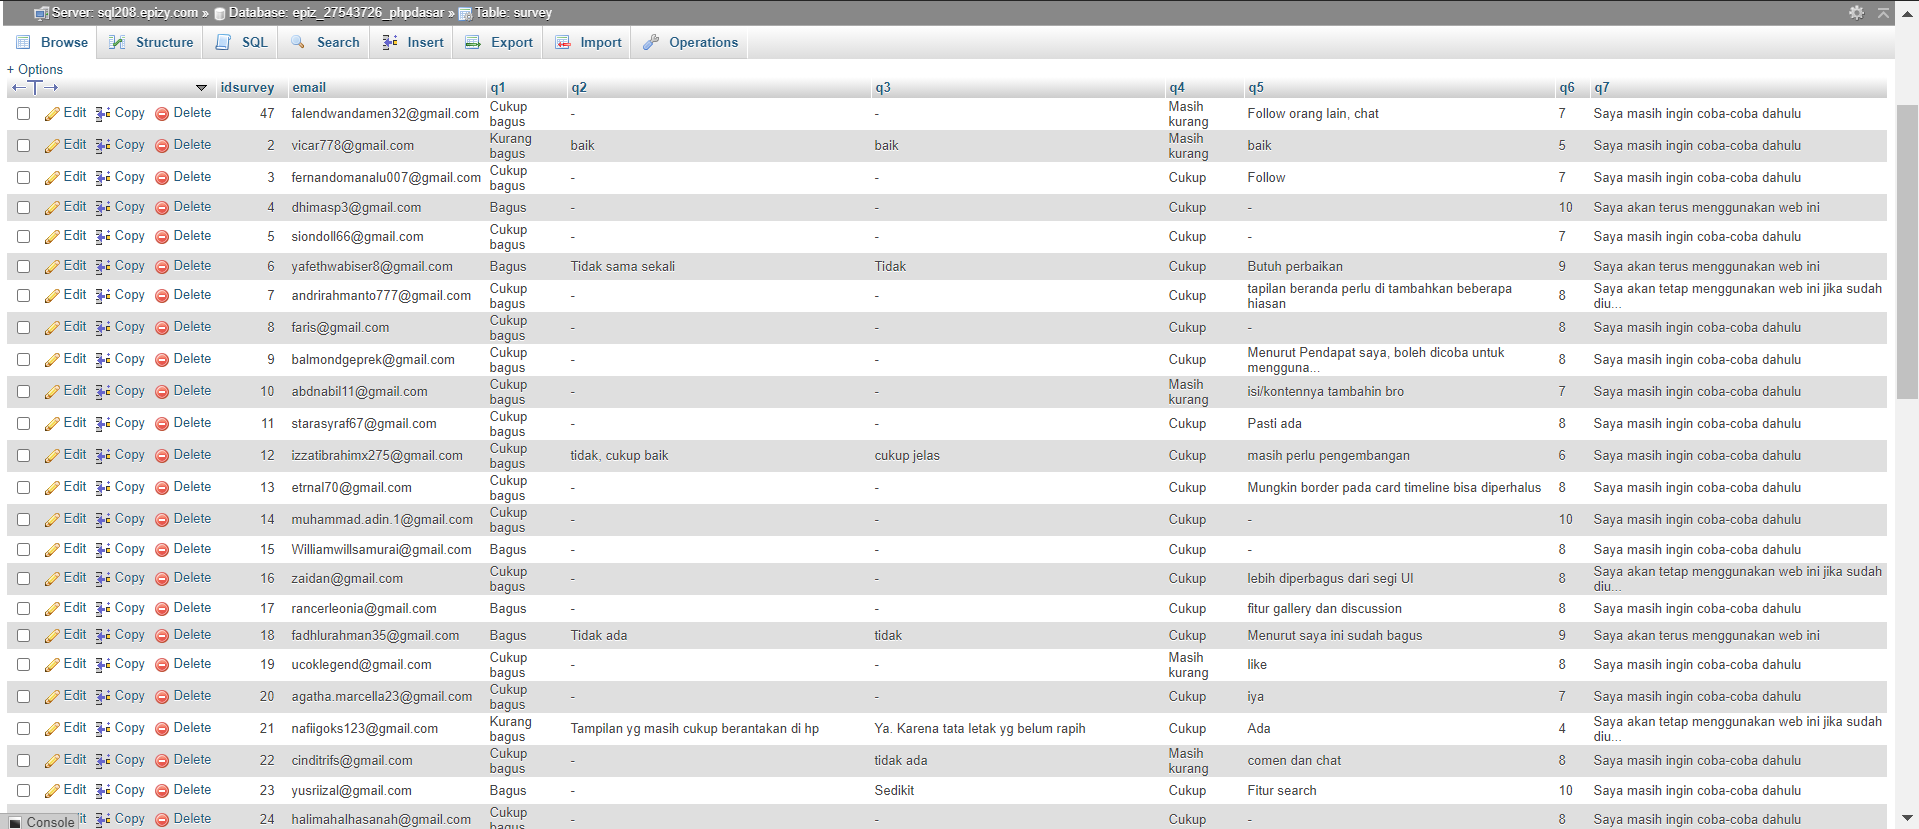 Server: sql208.epizy.com » Database: epiz_27543726_phpdasar » Table: survey
Browse Structure SQL Search Insert Export Import Operations
+ Options
←T→ idsurvey email q1 q2 q3 q4 q5 q6 q7
Edit Copy Delete 47 falendwandamen32@gmail.com Cukup bagus - - Masih kurang Follow orang lain, chat 7 Saya masih ingin coba-coba dahulu
Edit Copy Delete 2 vicar778@gmail.com Kurang bagus baik baik Masih kurang baik 5 Saya masih ingin coba-coba dahulu
Edit Copy Delete 3 fernandomanalu007@gmail.com Cukup bagus - - Cukup Follow 7 Saya masih ingin coba-coba dahulu
Edit Copy Delete 4 dhimasp3@gmail.com Bagus - - Cukup - 10 Saya akan terus menggunakan web ini
Edit Copy Delete 5 siondoll66@gmail.com Cukup bagus - - Cukup - 7 Saya masih ingin coba-coba dahulu
Edit Copy Delete 6 yafethwabiser8@gmail.com Bagus Tidak sama sekali Tidak Cukup Butuh perbaikan 9 Saya akan terus menggunakan web ini
Edit Copy Delete 7 andrirahmanto777@gmail.com Cukup bagus - - Cukup tapilan beranda perlu di tambahkan beberapa hiasan 8 Saya akan tetap menggunakan web ini jika sudah diu...
Edit Copy Delete 8 faris@gmail.com Cukup bagus - - Cukup - 8 Saya masih ingin coba-coba dahulu
Edit Copy Delete 9 balmondgeprek@gmail.com Cukup bagus - - Cukup Menurut Pendapat saya, boleh dicoba untuk mengguna... 8 Saya masih ingin coba-coba dahulu
Edit Copy Delete 10 abdnabil11@gmail.com Cukup bagus - - Masih kurang isi/kontennya tambahin bro 7 Saya masih ingin coba-coba dahulu
Edit Copy Delete 11 starasyraf67@gmail.com Cukup bagus - - Cukup Pasti ada 8 Saya masih ingin coba-coba dahulu
Edit Copy Delete 12 izzatibrahimx275@gmail.com Cukup bagus tidak, cukup baik cukup jelas Cukup masih perlu pengembangan 6 Saya masih ingin coba-coba dahulu
Edit Copy Delete 13 etrnal70@gmail.com Cukup bagus - - Cukup Mungkin border pada card timeline bisa diperhalus 8 Saya masih ingin coba-coba dahulu
Edit Copy Delete 14 muhammad.adin.1@gmail.com Cukup bagus - - Cukup - 10 Saya masih ingin coba-coba dahulu
Edit Copy Delete 15 Williamwillsamurai@gmail.com Bagus - - Cukup - 8 Saya masih ingin coba-coba dahulu
Edit Copy Delete 16 zaidan@gmail.com Cukup bagus - - Cukup lebih diperbagus dari segi UI 8 Saya akan tetap menggunakan web ini jika sudah diu...
Edit Copy Delete 17 rancerleonia@gmail.com Bagus - - Cukup fitur gallery dan discussion 8 Saya masih ingin coba-coba dahulu
Edit Copy Delete 18 fadhlurahman35@gmail.com Bagus Tidak ada tidak Cukup Menurut saya ini sudah bagus 9 Saya akan terus menggunakan web ini
Edit Copy Delete 19 ucoklegend@gmail.com Cukup bagus - - Masih kurang like 8 Saya masih ingin coba-coba dahulu
Edit Copy Delete 20 agatha.marcella23@gmail.com Cukup bagus - - Cukup iya 7 Saya masih ingin coba-coba dahulu
Edit Copy Delete 21 nafiigoks123@gmail.com Kurang bagus Tampilan yg masih cukup berantakan di hp Ya. Karena tata letak yg belum rapih Cukup Ada 4 Saya akan tetap menggunakan web ini jika sudah diu...
Edit Copy Delete 22 cinditrifs@gmail.com Cukup bagus - tidak ada Masih kurang comen dan chat 8 Saya masih ingin coba-coba dahulu
Edit Copy Delete 23 yusriizal@gmail.com Bagus - Sedikit Cukup Fitur search 10 Saya masih ingin coba-coba dahulu
Console it Copy Delete 24 halimahalhasanah@gmail.com Cukup bagus - - Cukup - 8 Saya masih ingin coba-coba dahulu